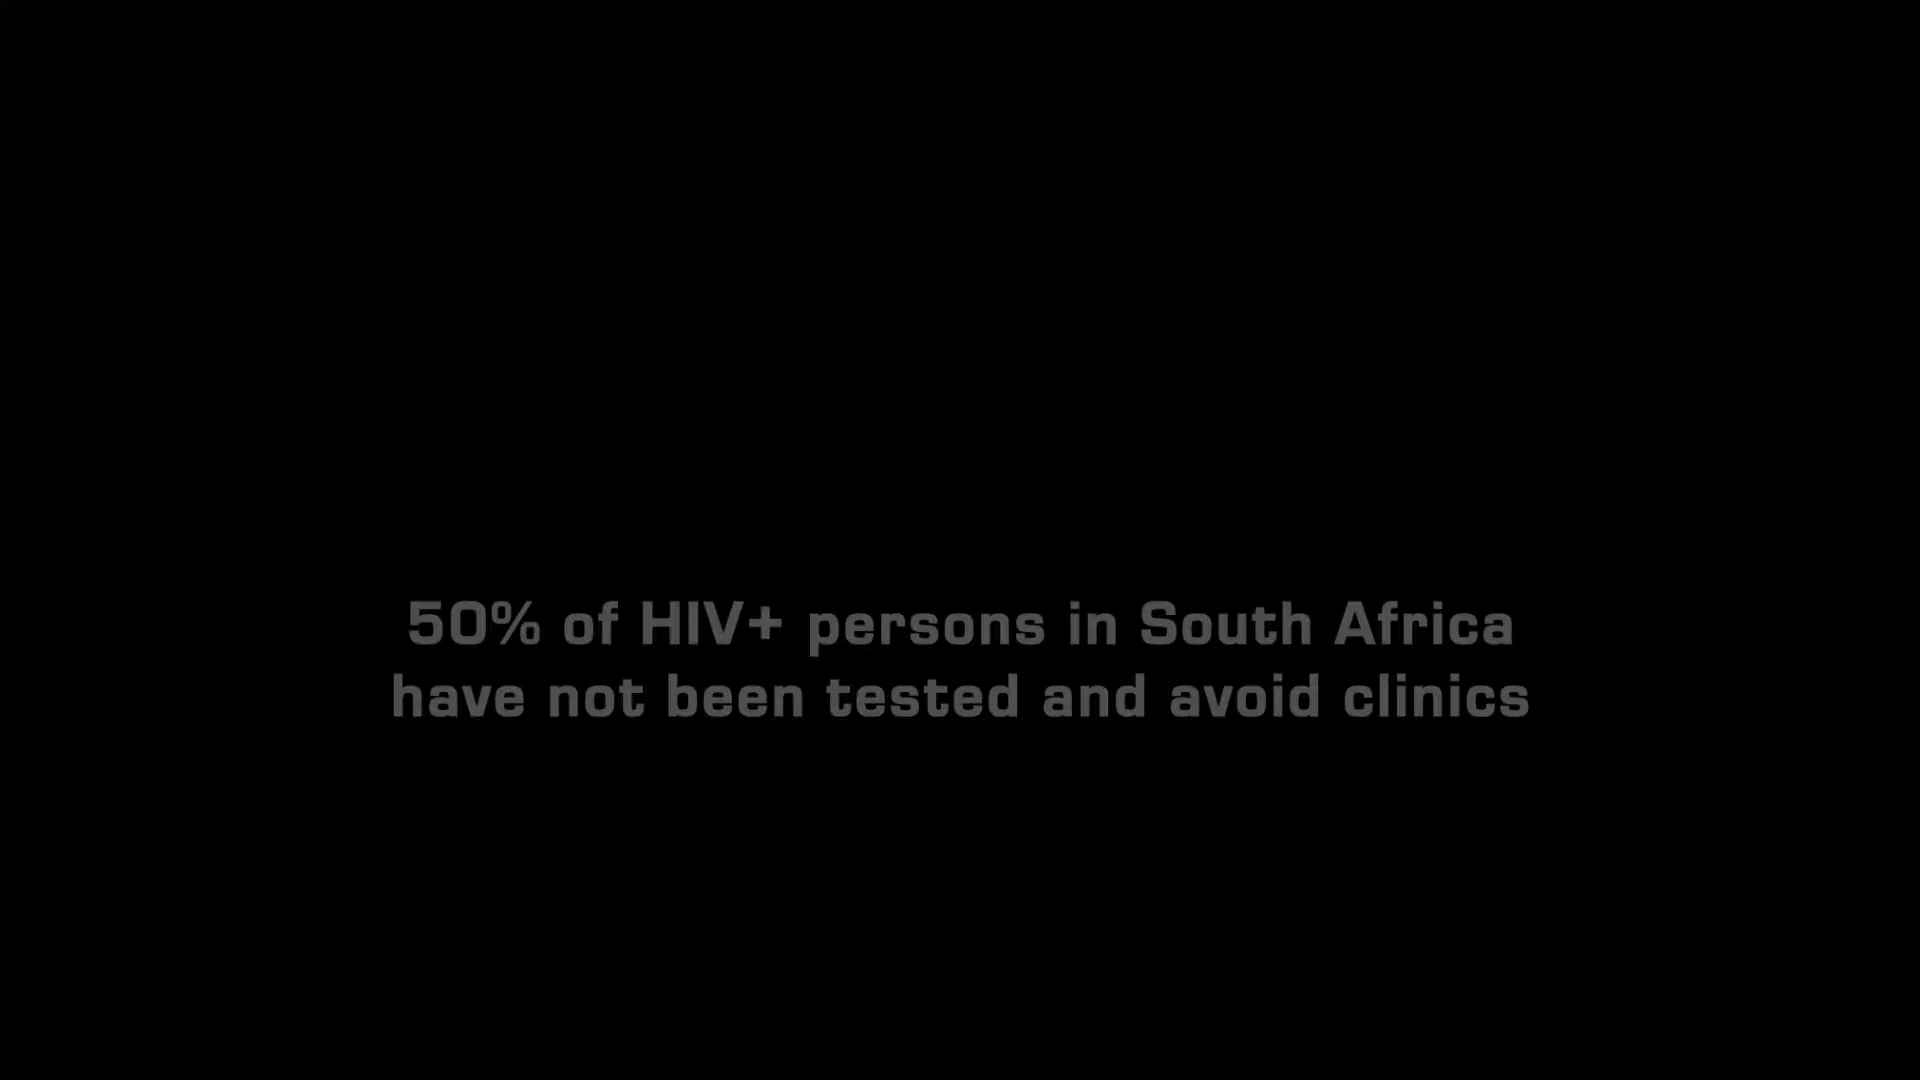 50% of HIV+ persons in South Africa
have not been tested and avoid clinics